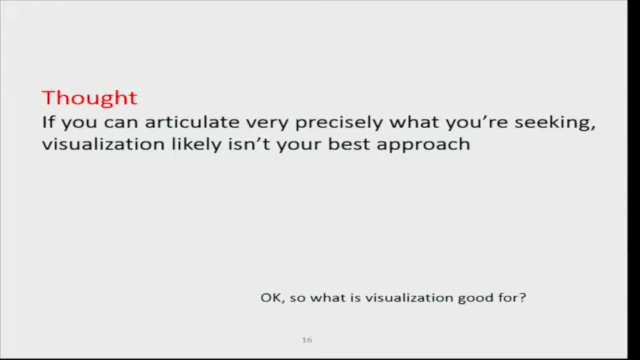 Thought
If you can articulate very precisely what you're seeking,
visualization likely isn't your best approach
OK, so what is visualization good for?
16